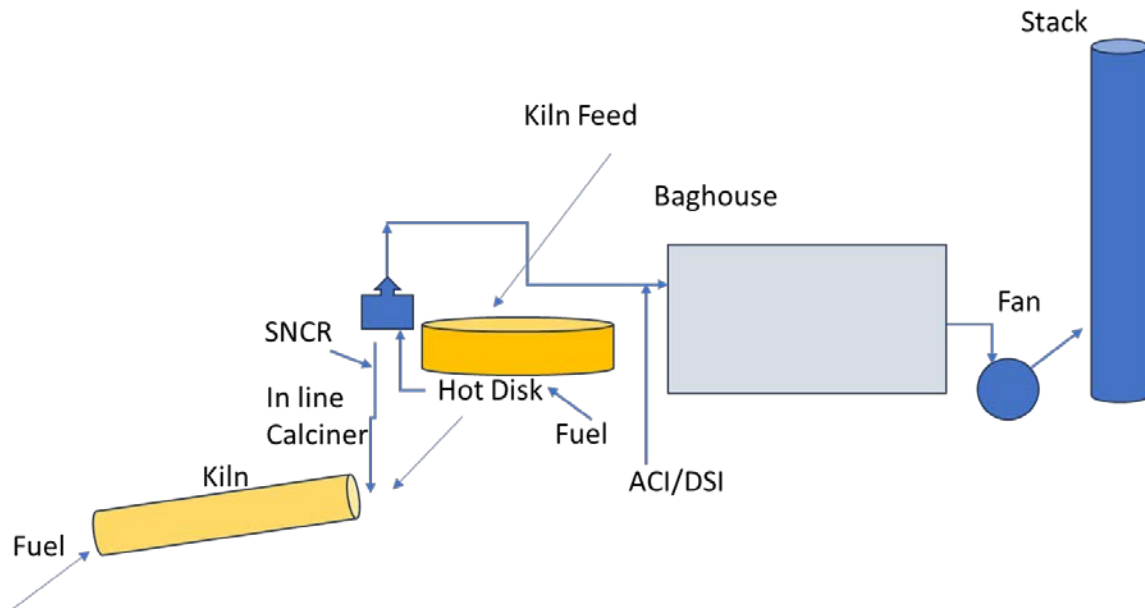 Stack
Kiln Feed
Baghouse
Fan
SNCR
Hot Disk
In line
Calciner
Fuel
Kiln
ACI/DSI
Fuel